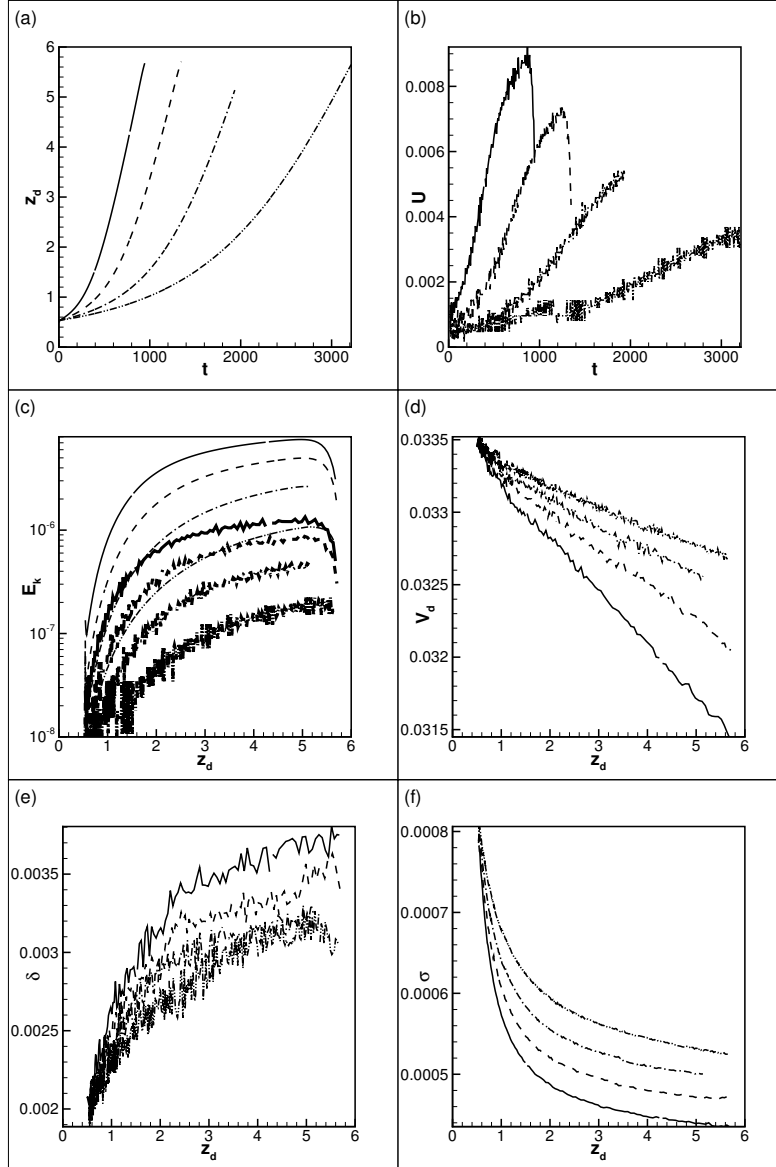 (a)
6
5
4
3
2
1
0
z_d
0 1000 2000 3000
t
(b)
0.008
0.006
0.004
0.002
0
U
0 1000 2000 3000
t
(c)
10^-6
10^-7
10^-8
E_k
0 1 2 3 4 5 6
z_d
(d)
0.0335
0.033
0.0325
0.032
0.0315
V_d
0 1 2 3 4 5 6
z_d
(e)
0.0035
0.003
0.0025
0.002
δ
0 1 2 3 4 5 6
z_d
(f)
0.0008
0.0007
0.0006
0.0005
σ
0 1 2 3 4 5 6
z_d